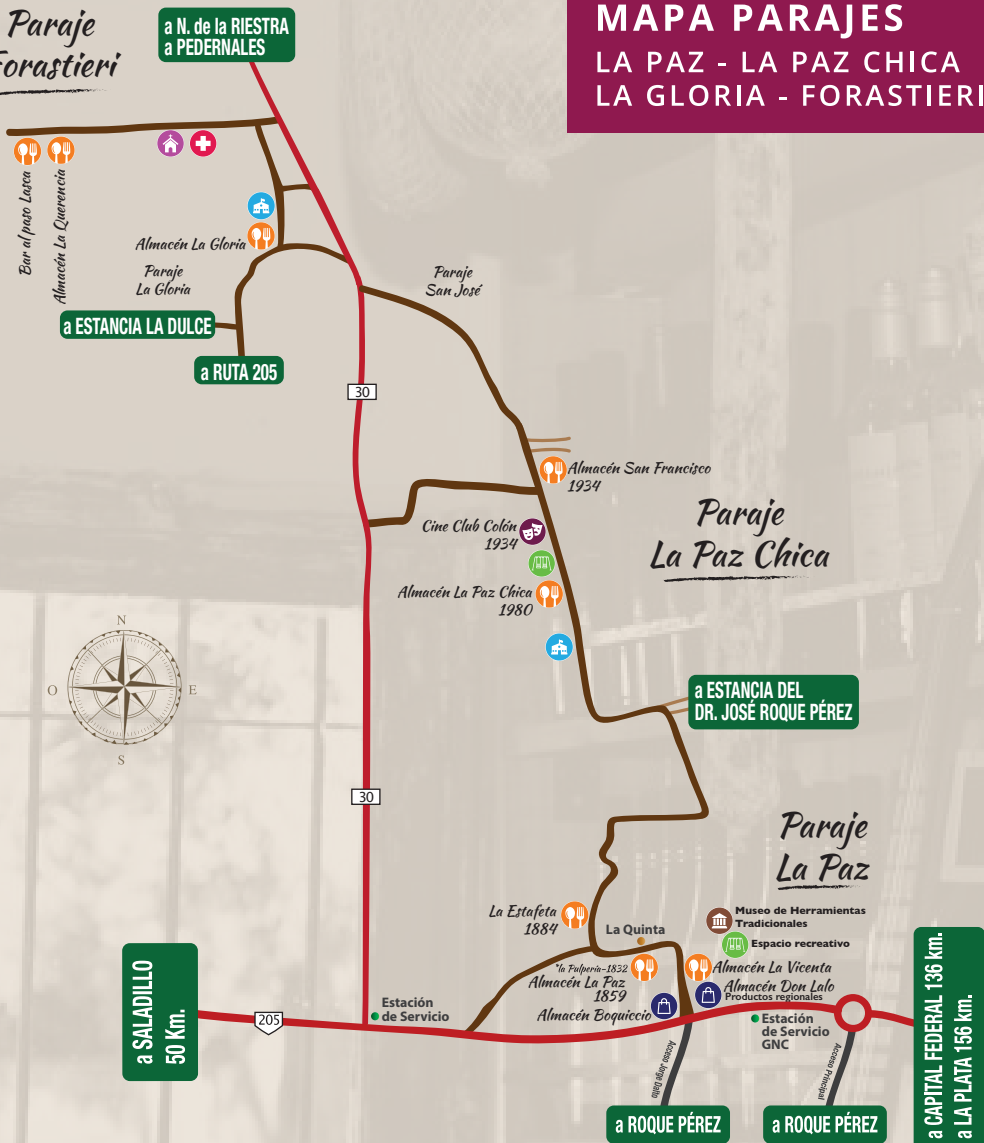 Paraje
Forastieri
a N. de la RIESTRA
a PEDERNALES
MAPA PARAJES
LA PAZ - LA PAZ CHICA
LA GLORIA - FORASTIERI
Bar al paso Lasca
Almacén La Querencia
Almacén La Gloria
Paraje
La Gloria
Paraje
San José
a ESTANCIA LA DULCE
a RUTA 205
30
Almacén San Francisco
1934
Cine Club Colón
1934
Paraje
La Paz Chica
Almacén La Paz Chica
1980
N
O
E
S
a ESTANCIA DEL
DR. JOSÉ ROQUE PÉREZ
30
Paraje
La Paz
La Estafeta
1884
La Quinta
Museo de Herramientas
Tradicionales
Espacio recreativo
*la Pulpería-1832
Almacén La Paz
1859
Almacén La Vicenta
Almacén Don Lalo
Productos regionales
Almacén Boquiccio
a SALADILLO
50 Km.
205
Estación
de Servicio
Estación
de Servicio
GNC
Acceso Jorge Dalto
Acceso Principal
a CAPITAL FEDERAL 136 km.
a LA PLATA 156 km.
a ROQUE PÉREZ
a ROQUE PÉREZ